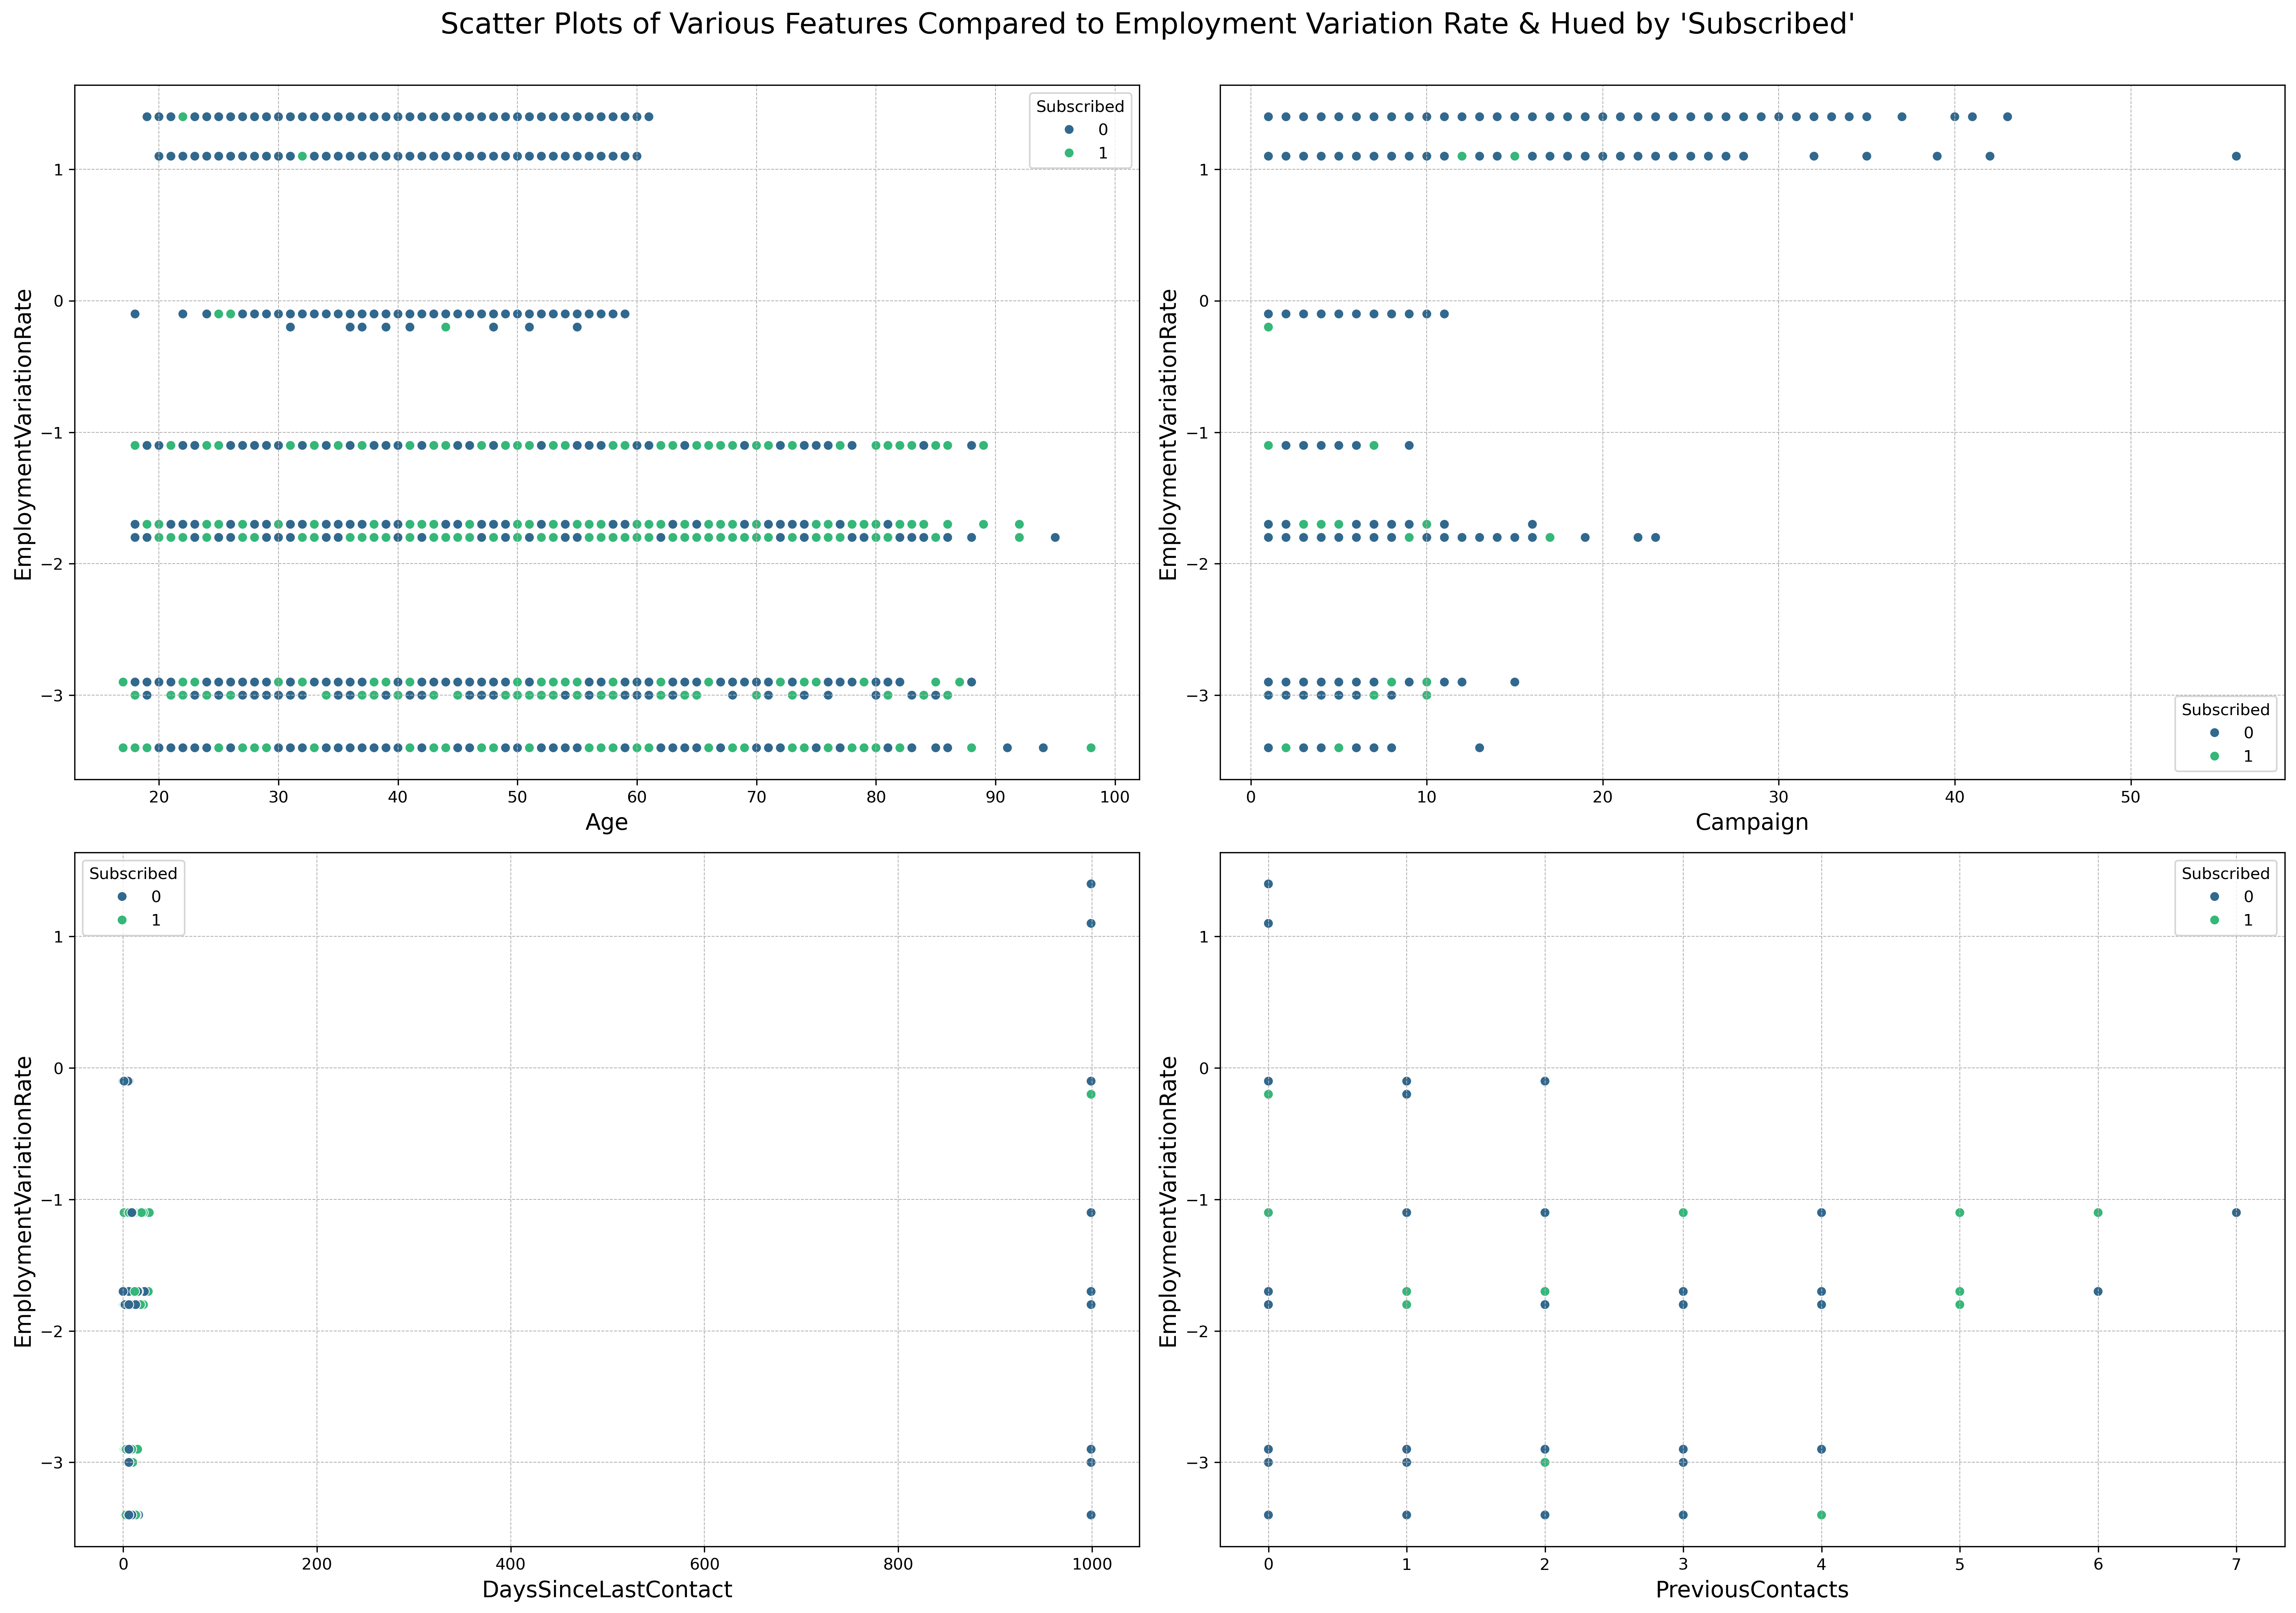 Scatter Plots of Various Features Compared to Employment Variation Rate & Hued by 'Subscribed'
EmploymentVariationRate
1
0
−1
−2
−3
Subscribed
0
1
20 30 40 50 60 70 80 90 100
Age
EmploymentVariationRate
1
0
−1
−2
−3
Subscribed
0
1
0 10 20 30 40 50
Campaign
EmploymentVariationRate
1
0
−1
−2
−3
Subscribed
0
1
0 200 400 600 800 1000
DaysSinceLastContact
EmploymentVariationRate
1
0
−1
−2
−3
Subscribed
0
1
0 1 2 3 4 5 6 7
PreviousContacts